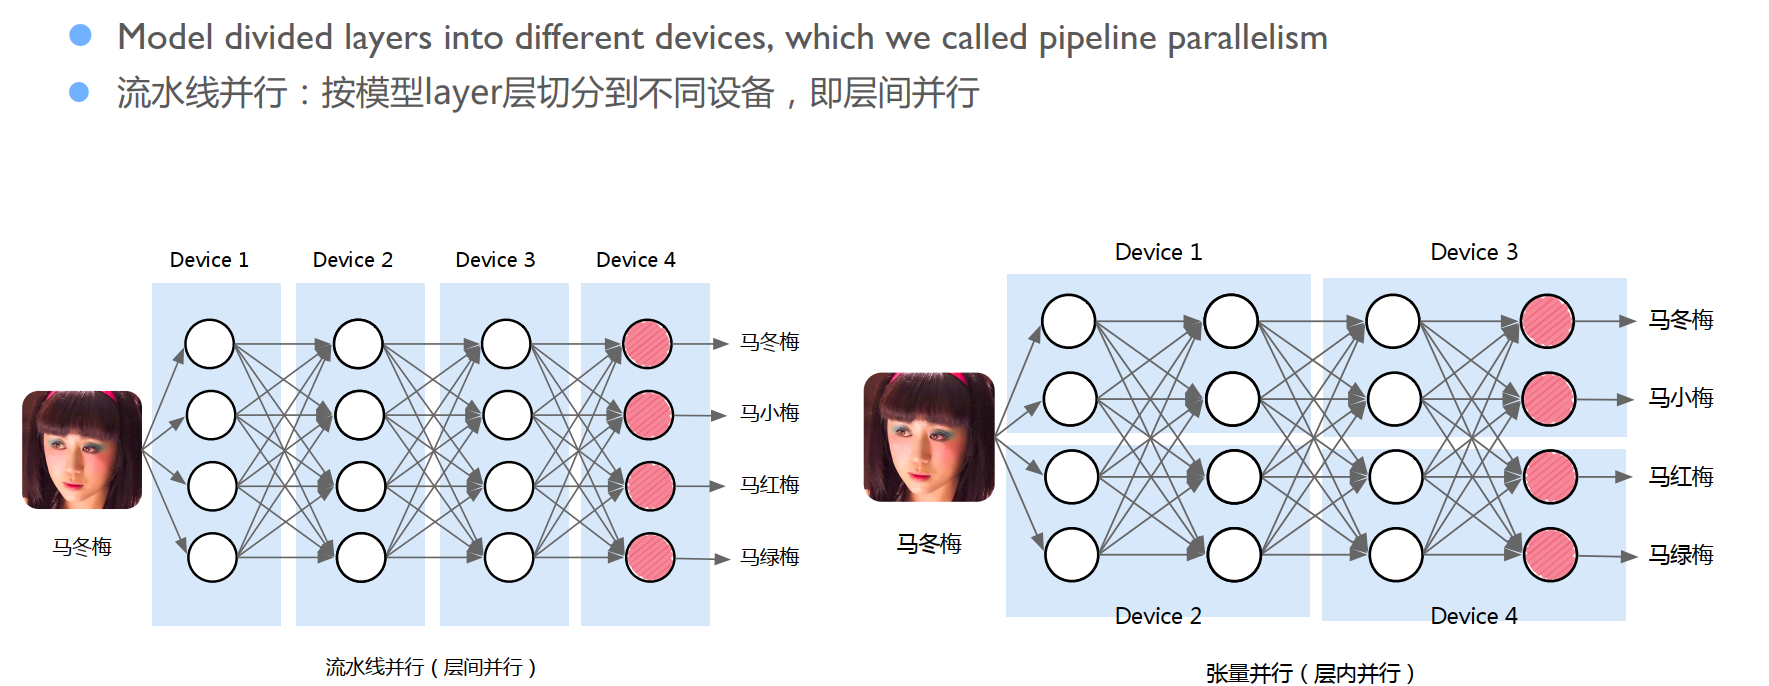 Model divided layers into different devices, which we called pipeline parallelism
流水线并行：按模型layer层切分到不同设备，即层间并行
Device 1
Device 2
Device 3
Device 4
马冬梅
马小梅
马红梅
马绿梅
马冬梅
流水线并行（层间并行）
Device 1
Device 3
马冬梅
马小梅
马红梅
马绿梅
马冬梅
Device 2
Device 4
张量并行（层内并行）